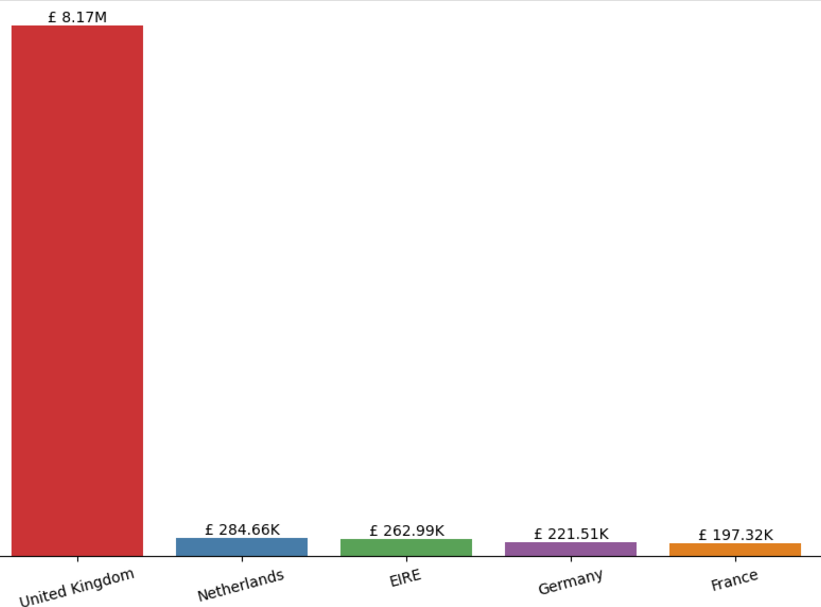 £ 8.17M
£ 284.66K
£ 262.99K
£ 221.51K
£ 197.32K
United Kingdom
Netherlands
EIRE
Germany
France